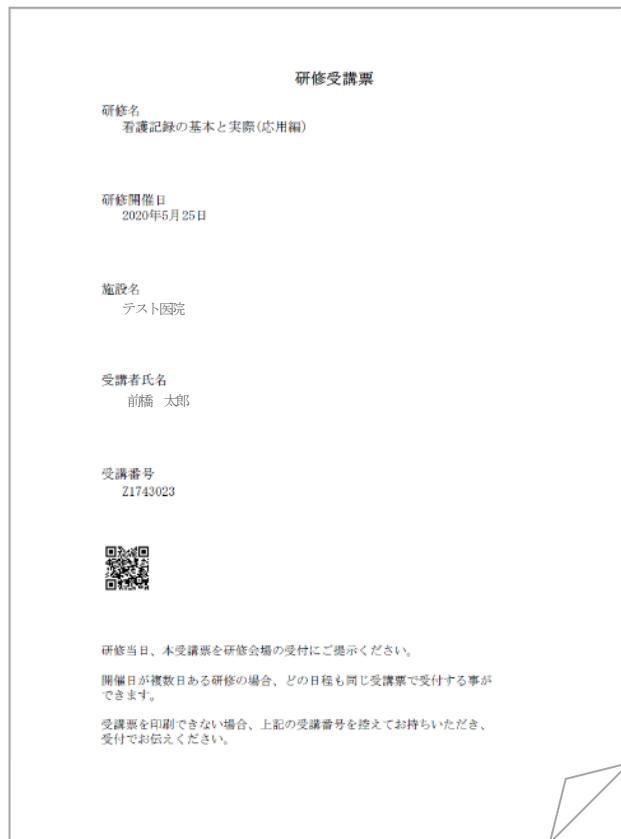 研修受講票
研修名
看護記録の基本と実際(応用編)
研修開催日
2020年5月25日
施設名
テスト医院
受講者氏名
前橋 太郎
受講番号
Z1743023
研修当日、本受講票を研修会場の受付にご提示ください。
開催日が複数日ある研修の場合、どの日程も同じ受講票で受付する事が
できます。
受講票を印刷できない場合、上記の受講番号を控えてお持ちいただき、
受付でお伝えください。